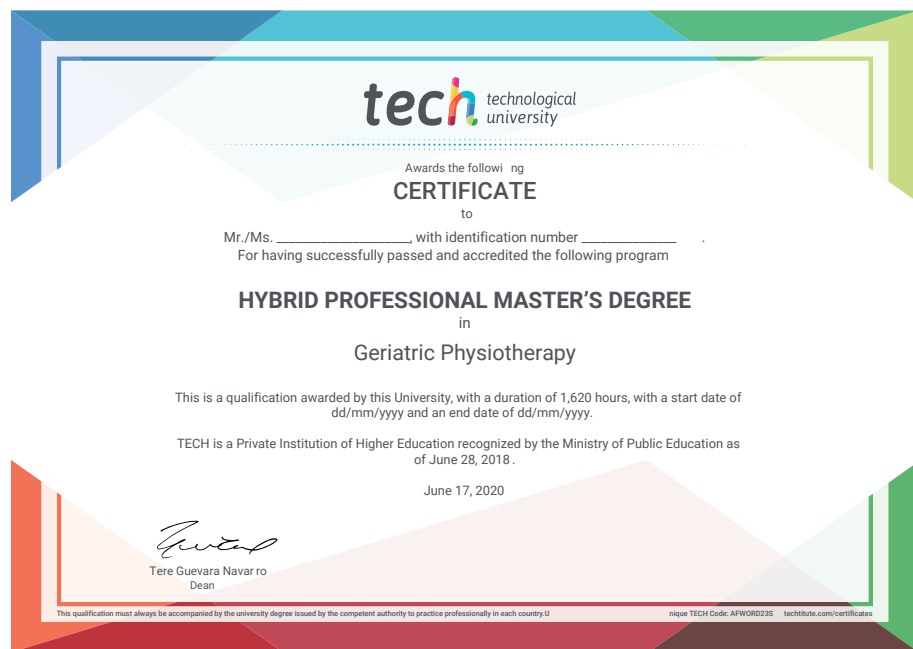 tech technological
university
Awards the followi ng
CERTIFICATE
to
Mr./Ms. ____________________, with identification number ______________ .
For having successfully passed and accredited the following program
HYBRID PROFESSIONAL MASTER'S DEGREE
in
Geriatric Physiotherapy
This is a qualification awarded by this University, with a duration of 1,620 hours, with a start date of
dd/mm/yyyy and an end date of dd/mm/yyyy.
TECH is a Private Institution of Higher Education recognized by the Ministry of Public Education as
of June 28, 2018 .
June 17, 2020
Tere Guevara Navar ro
Dean
This qualification must always be accompanied by the university degree issued by the competent authority to practice professionally in each country.U nique TECH Code: AFWORD23S techtitute.com/certificates